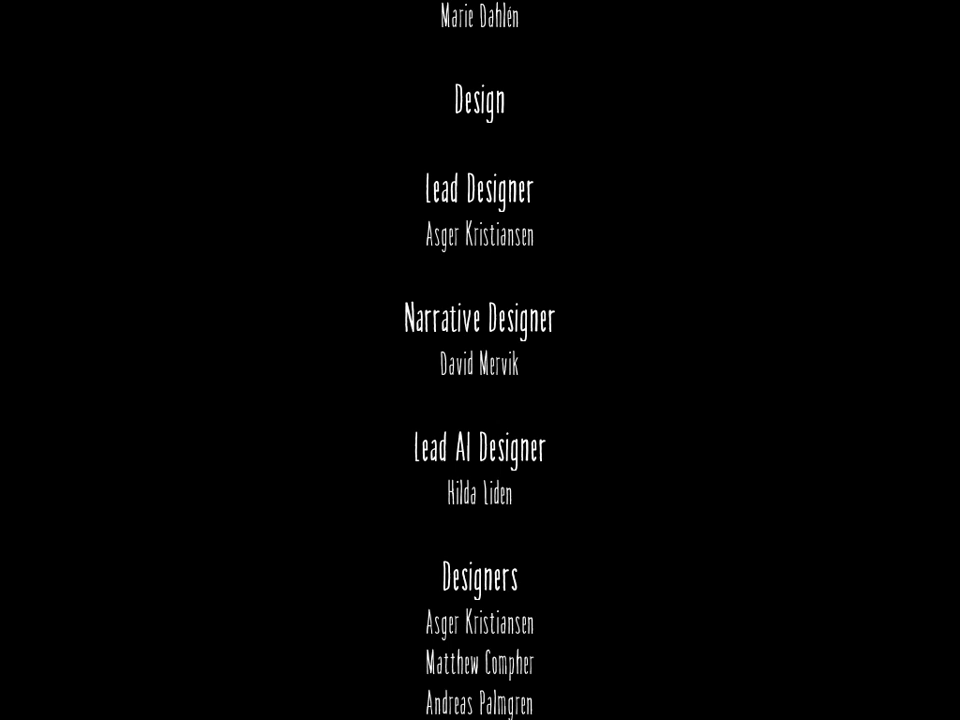 Marie Dahlén
Design
Lead Designer
Asger Kristiansen
Narrative Designer
David Mervik
Lead AI Designer
Hilda Liden
Designers
Asger Kristiansen
Matthew Compher
Andreas Palmgren